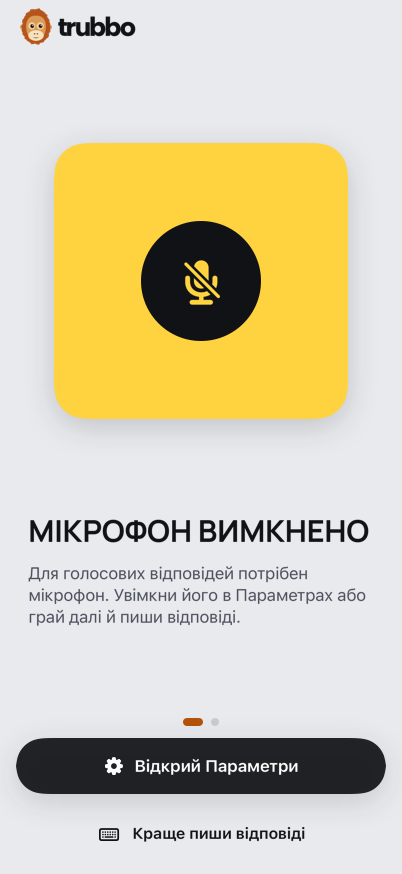 trubbo
МІКРОФОН ВИМКНЕНО
Для голосових відповідей потрібен
мікрофон. Увімкни його в Параметрах або
грай далі й пиши відповіді.
Відкрий Параметри
Краще пиши відповіді